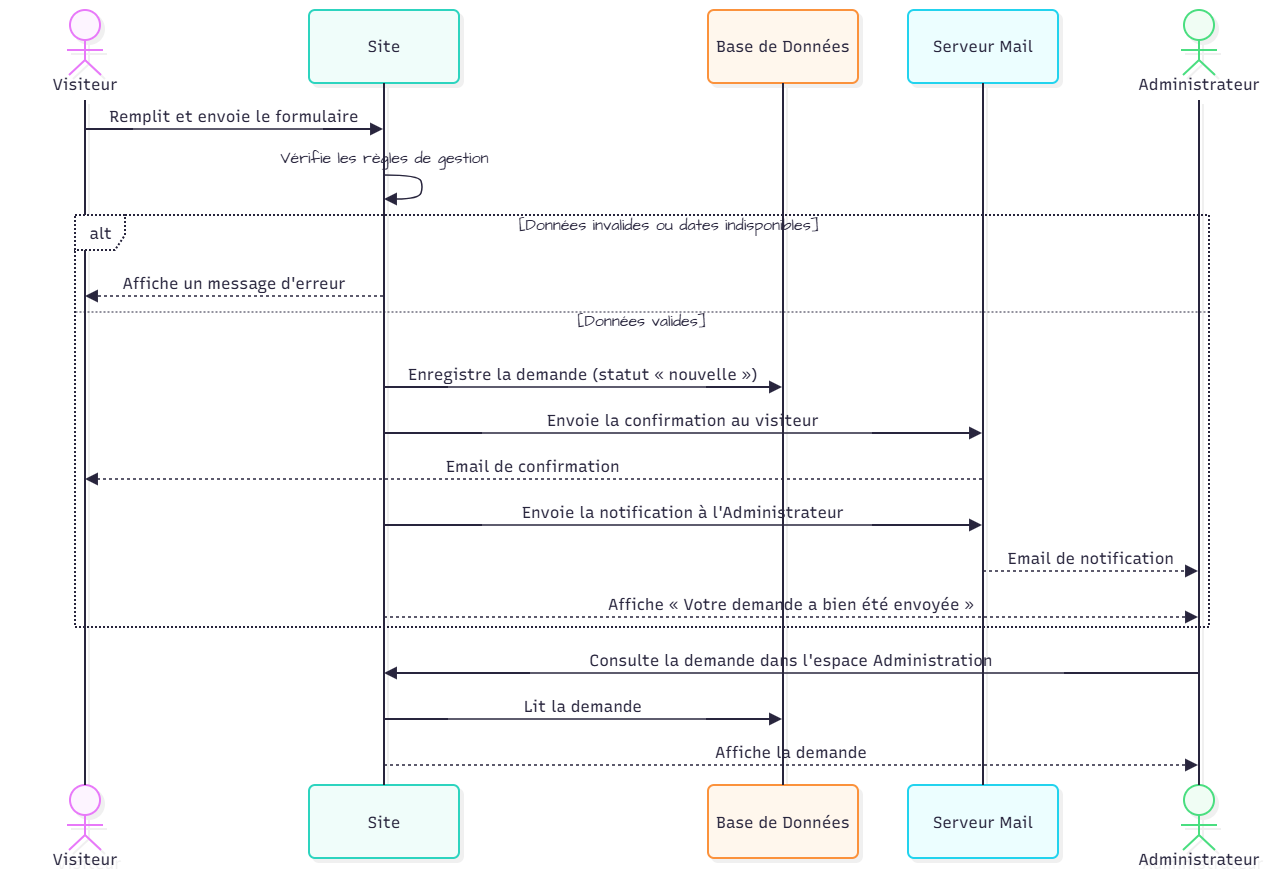 Visiteur
Site
Base de Données
Serveur Mail
Administrateur
Remplit et envoie le formulaire
Vérifie les règles de gestion
alt
[Données invalides ou dates indisponibles]
Affiche un message d'erreur
[Données valides]
Enregistre la demande (statut « nouvelle »)
Envoie la confirmation au visiteur
Email de confirmation
Envoie la notification à l'Administrateur
Email de notification
Affiche « Votre demande a bien été envoyée »
Consulte la demande dans l'espace Administration
Lit la demande
Affiche la demande
Visiteur
Site
Base de Données
Serveur Mail
Administrateur